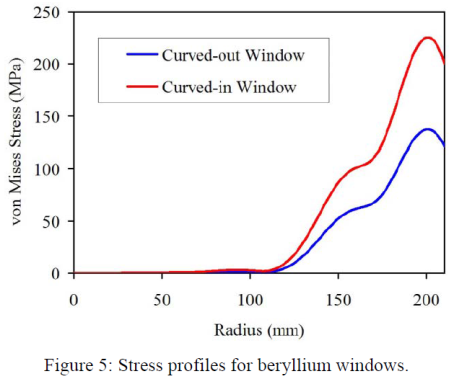 250
200
150
100
50
0
von Mises Stress (MPa)
Curved-out Window
Curved-in Window
0 50 100 150 200
Radius (mm)
Figure 5: Stress profiles for beryllium windows.